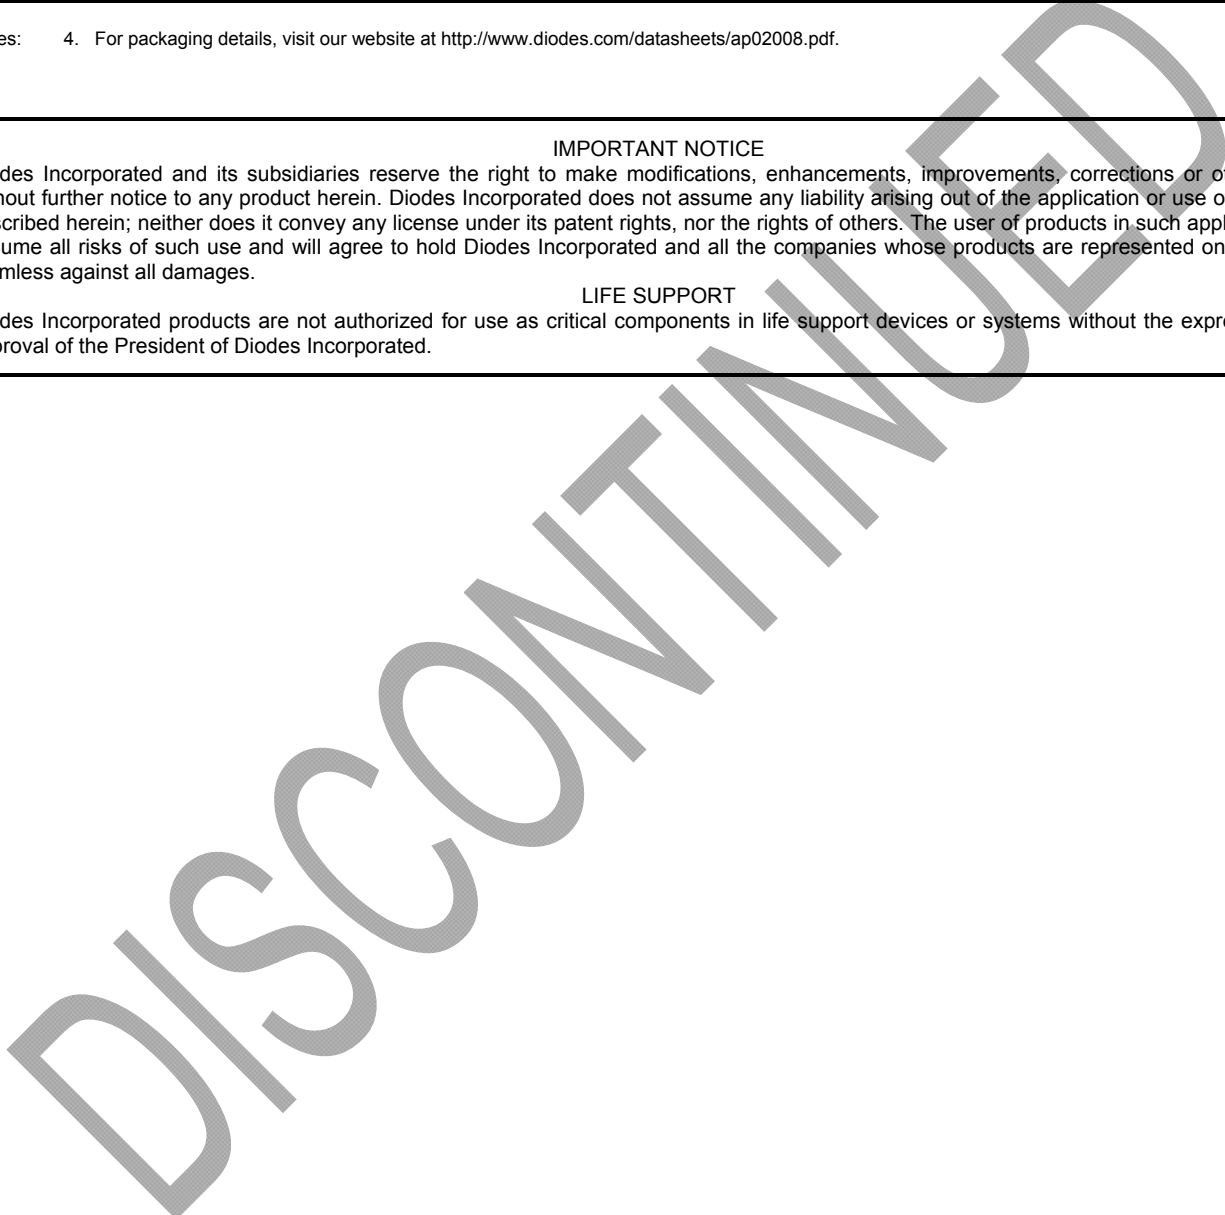 es: 4. For packaging details, visit our website at http://www.diodes.com/datasheets/ap02008.pdf.
IMPORTANT NOTICE
des Incorporated and its subsidiaries reserve the right to make modifications, enhancements, improvements, corrections or o
hout further notice to any product herein. Diodes Incorporated does not assume any liability arising out of the application or use o
scribed herein; neither does it convey any license under its patent rights, nor the rights of others. The user of products in such appl
ume all risks of such use and will agree to hold Diodes Incorporated and all the companies whose products are represented on
mless against all damages.
LIFE SUPPORT
des Incorporated products are not authorized for use as critical components in life support devices or systems without the expr
proval of the President of Diodes Incorporated.
DISCONTINUED